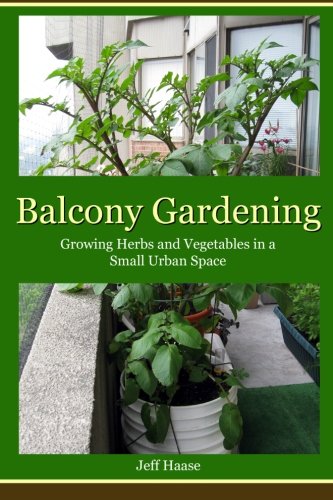 Balcony Gardening
Growing Herbs and Vegetables in a
Small Urban Space
Jeff Haase